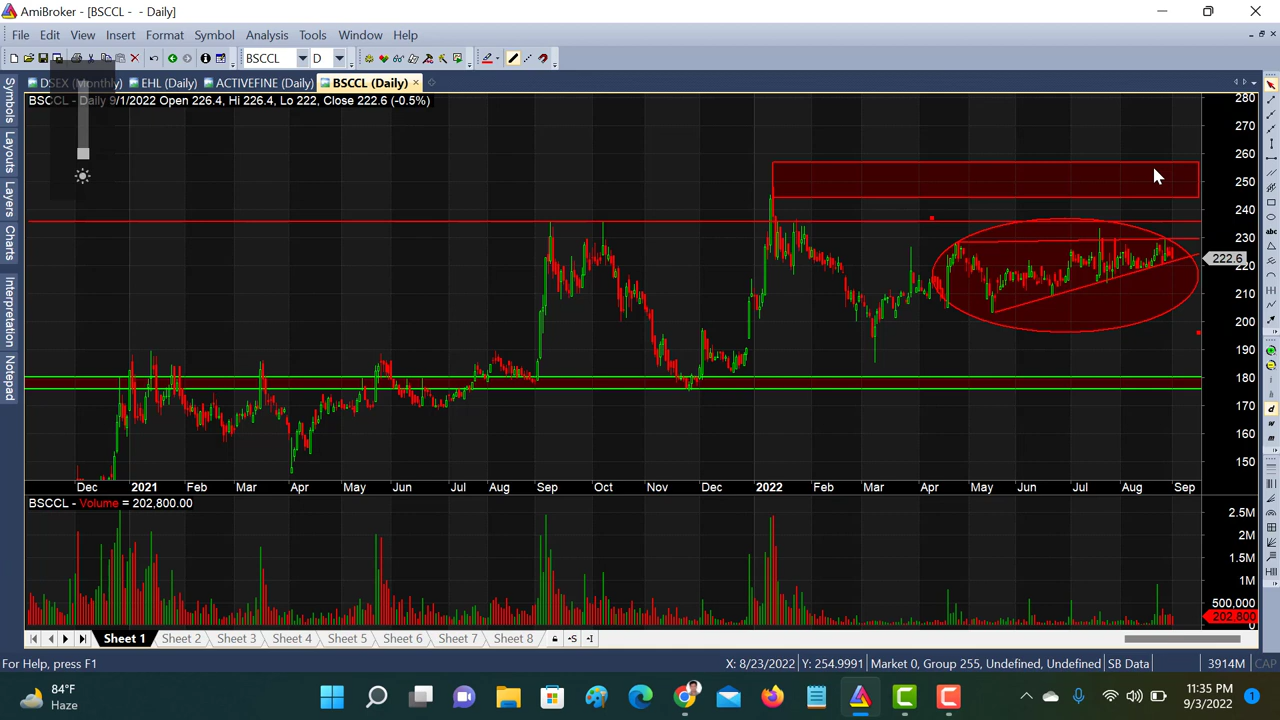 AmiBroker - [BSCCL - - Daily]
File Edit View Insert Format Symbol Analysis Tools Window Help
BSCCL D
DSEX (Monthly) EHL (Daily) ACTIVEFINE (Daily) BSCCL (Daily)
BSCCL - Daily 9/1/2022 Open 226.4, Hi 226.4, Lo 222, Close 222.6 (-0.5%)
Symbols
Layouts
Layers
Charts
Interpretation
Notepad
280
270
260
250
240
230
222.6
220
210
200
190
180
170
160
150
abc
i
h
d
w
m
Dec 2021 Feb Mar Apr May Jun Jul Aug Sep Oct Nov Dec 2022 Feb Mar Apr May Jun Jul Aug Sep
BSCCL - Volume = 202,800.00
2.5M
2M
1.5M
1M
500,000
202,800
0
Sheet 1 Sheet 2 Sheet 3 Sheet 4 Sheet 5 Sheet 6 Sheet 7 Sheet 8
For Help, press F1 X: 8/23/2022 Y: 254.9991 Market 0, Group 255, Undefined, Undefined, SB Data 3914M CAP
84°F
Haze
11:35 PM
9/3/2022
1